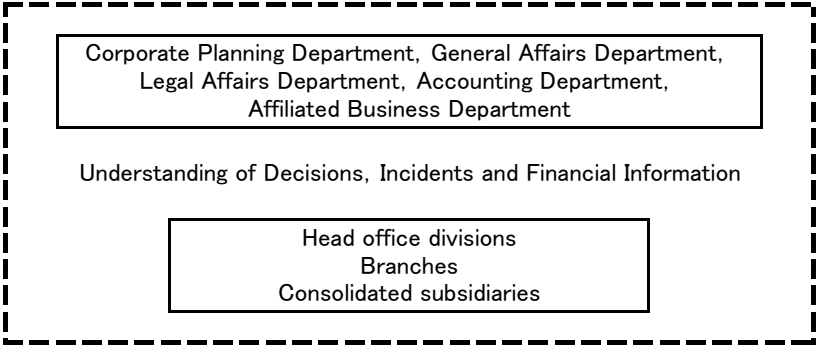 Corporate Planning Department, General Affairs Department,
Legal Affairs Department, Accounting Department,
Affiliated Business Department
Understanding of Decisions, Incidents and Financial Information
Head office divisions
Branches
Consolidated subsidiaries